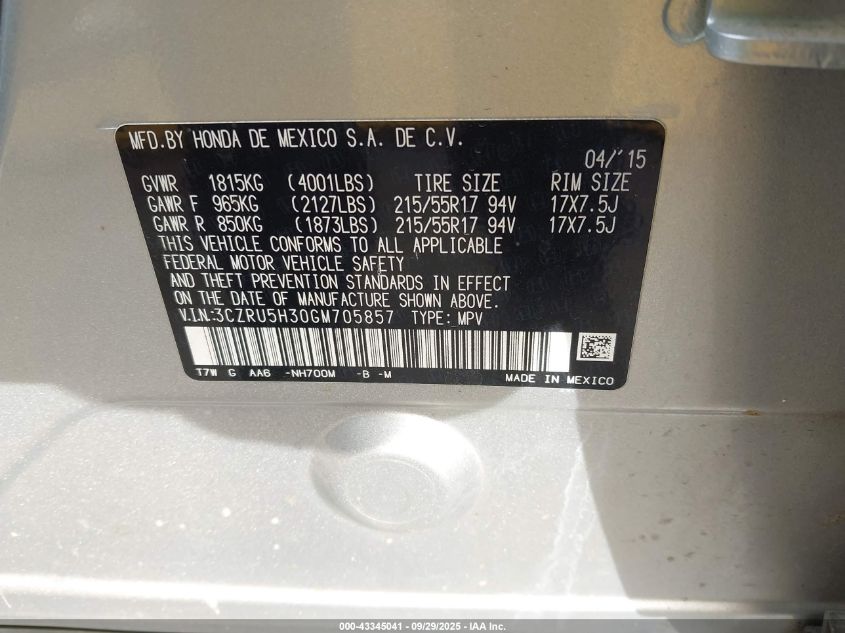 MFD.BY HONDA DE MEXICO S.A. DE C.V.
04/'15
GVWR 1815KG (4001LBS) TIRE SIZE RIM SIZE
GAWR F 965KG (2127LBS) 215/55R17 94V 17X7.5J
GAWR R 850KG (1873LBS) 215/55R17 94V 17X7.5J
THIS VEHICLE CONFORMS TO ALL APPLICABLE
FEDERAL MOTOR VEHICLE SAFETY
AND THEFT PREVENTION STANDARDS IN EFFECT
ON THE DATE OF MANUFACTURE SHOWN ABOVE.
V.I.N.:3CZRU5H30GM705857 TYPE: MPV
T7W G AA6 -NH700M -B -M MADE IN MEXICO
000-43345041 - 09/29/2025 - IAA Inc.